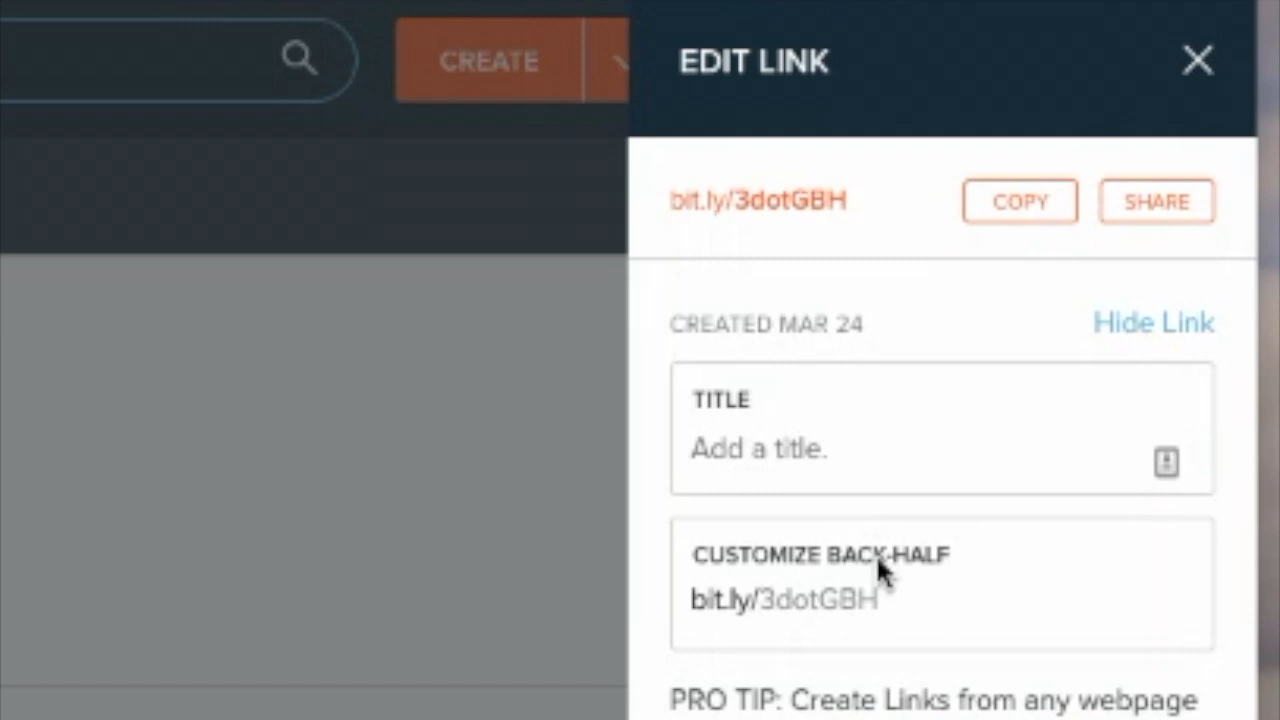 CREATE
EDIT LINK
bit.ly/3dotGBH
COPY
SHARE
CREATED MAR 24
Hide Link
TITLE
Add a title.
CUSTOMIZE BACK-HALF
bit.ly/3dotGBH
PRO TIP: Create Links from any webpage